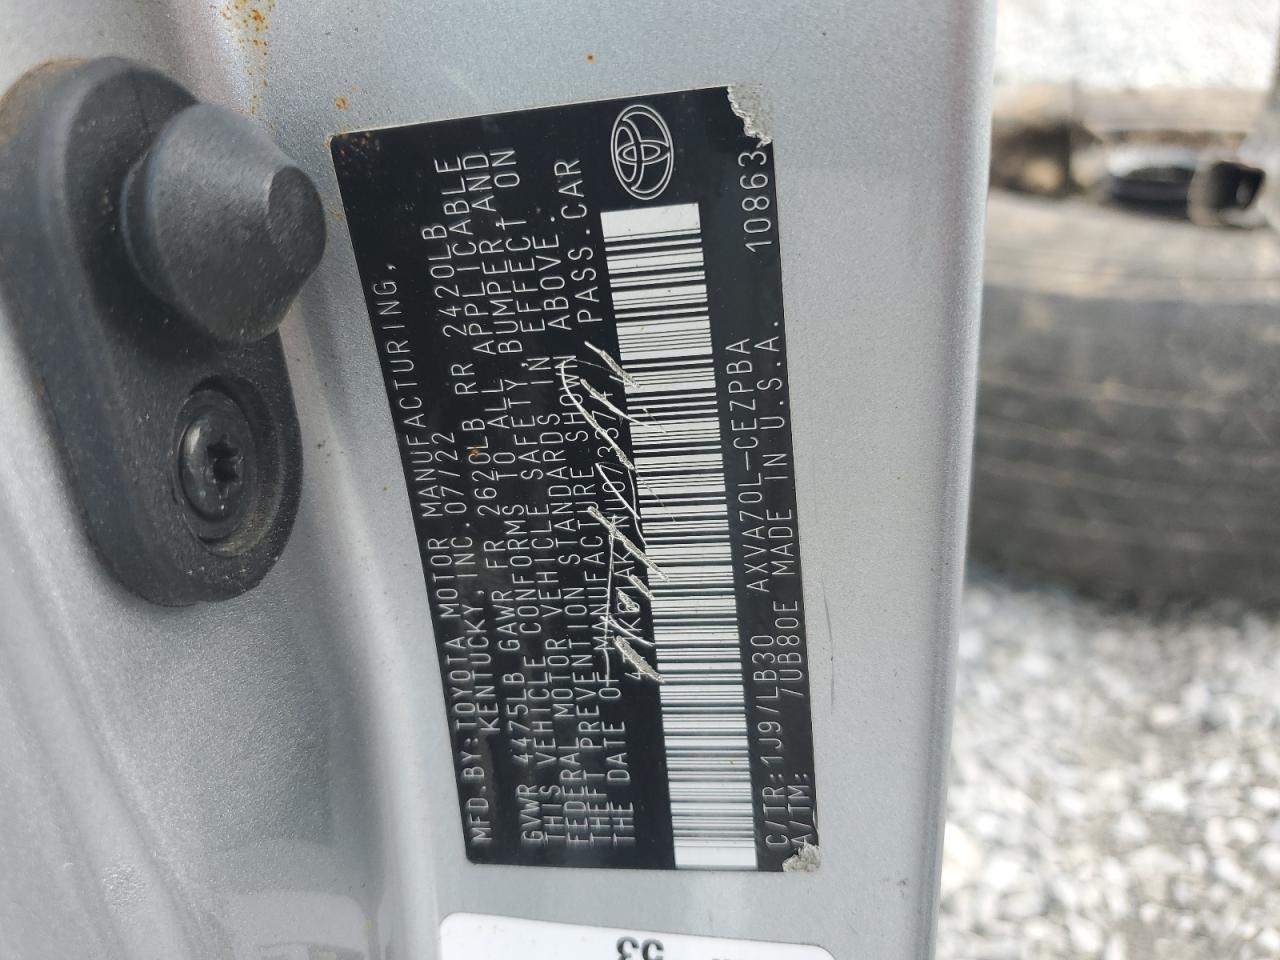 MFD.BY:TOYOTA MOTOR MANUFACTURING,
KENTUCKY, INC.07/22
GVWR 4475LB GAWR FR 2620LB RR 2420LB
THIS VEHICLE CONFORMS TO ALL APPLICABLE
FEDERAL MOTOR VEHICLE SAFETY, BUMPER, AND
THEFT PREVENTION STANDARDS IN EFFECT ON
THE DATE OF MANUFACTURE SHOWN ABOVE.
PASS.CAR
C/TR:1J9/LB30 AXVA70L-CEZPBA 10863
A/TM: /UB80E MADE IN U.S.A.
53